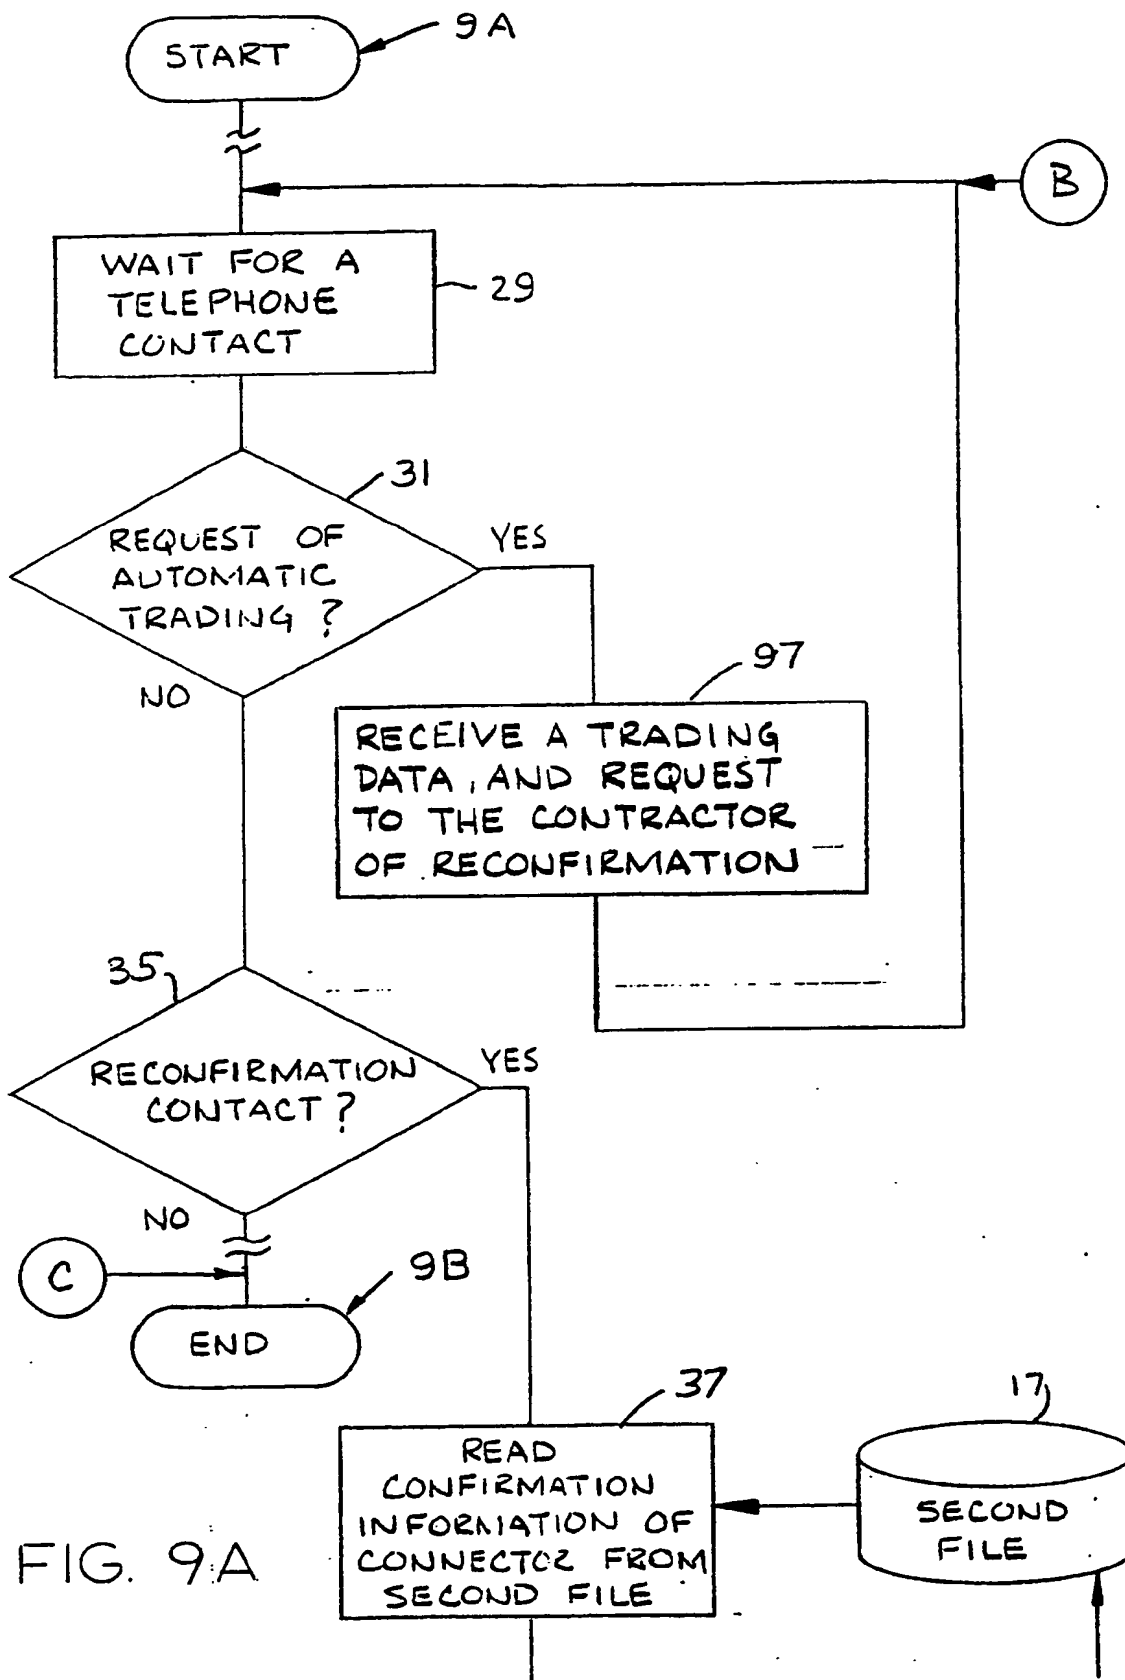 9A
START
B
WAIT FOR A
TELEPHONE
CONTACT
29
31
REQUEST OF
AUTOMATIC
TRADING ?
YES
NO
97
RECEIVE A TRADING
DATA, AND REQUEST
TO THE CONTRACTOR
OF RECONFIRMATION
35
RECONFIRMATION
CONTACT ?
YES
NO
C
9B
END
37
READ
CONFIRMATION
INFORMATION OF
CONNECTOR FROM
SECOND FILE
17
SECOND
FILE
FIG. 9A